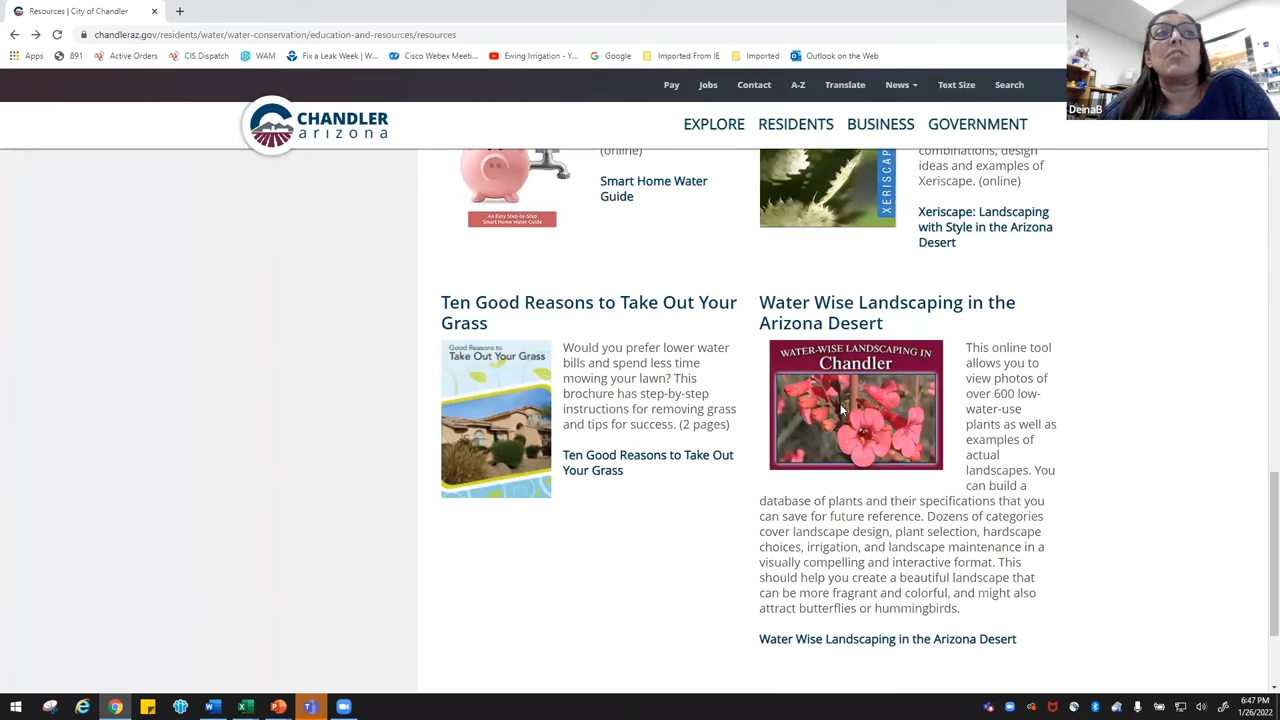 Resources | City of Chandler
chandleraz.gov/residents/water/water-conservation/education-and-resources/resources
Apps 891 Active Orders CIS Dispatch WAM Fix a Leak Week | W... Cisco Webex Meeti... Ewing Irrigation - Y... Google Imported From IE Imported Outlook on the Web
DeinaB
Pay Jobs Contact A-Z Translate News Text Size Search
CHANDLER
arizona
EXPLORE RESIDENTS BUSINESS GOVERNMENT
(online)
Smart Home Water
Guide
An Easy Step-by-Step
Smart Home Water Guide
XERISCAPE
combinations, design
ideas and examples of
Xeriscape. (online)
Xeriscape: Landscaping
with Style in the Arizona
Desert
Ten Good Reasons to Take Out Your
Grass
Good Reasons to
Take Out Your Grass
Would you prefer lower water
bills and spend less time
mowing your lawn? This
brochure has step-by-step
instructions for removing grass
and tips for success. (2 pages)
Ten Good Reasons to Take Out
Your Grass
Water Wise Landscaping in the
Arizona Desert
WATER-WISE LANDSCAPING IN
Chandler
This online tool
allows you to
view photos of
over 600 low-
water-use
plants as well as
examples of
actual
landscapes. You
can build a
database of plants and their specifications that you
can save for future reference. Dozens of categories
cover landscape design, plant selection, hardscape
choices, irrigation, and landscape maintenance in a
visually compelling and interactive format. This
should help you create a beautiful landscape that
can be more fragrant and colorful, and might also
attract butterflies or hummingbirds.
Water Wise Landscaping in the Arizona Desert
6:47 PM
1/26/2022